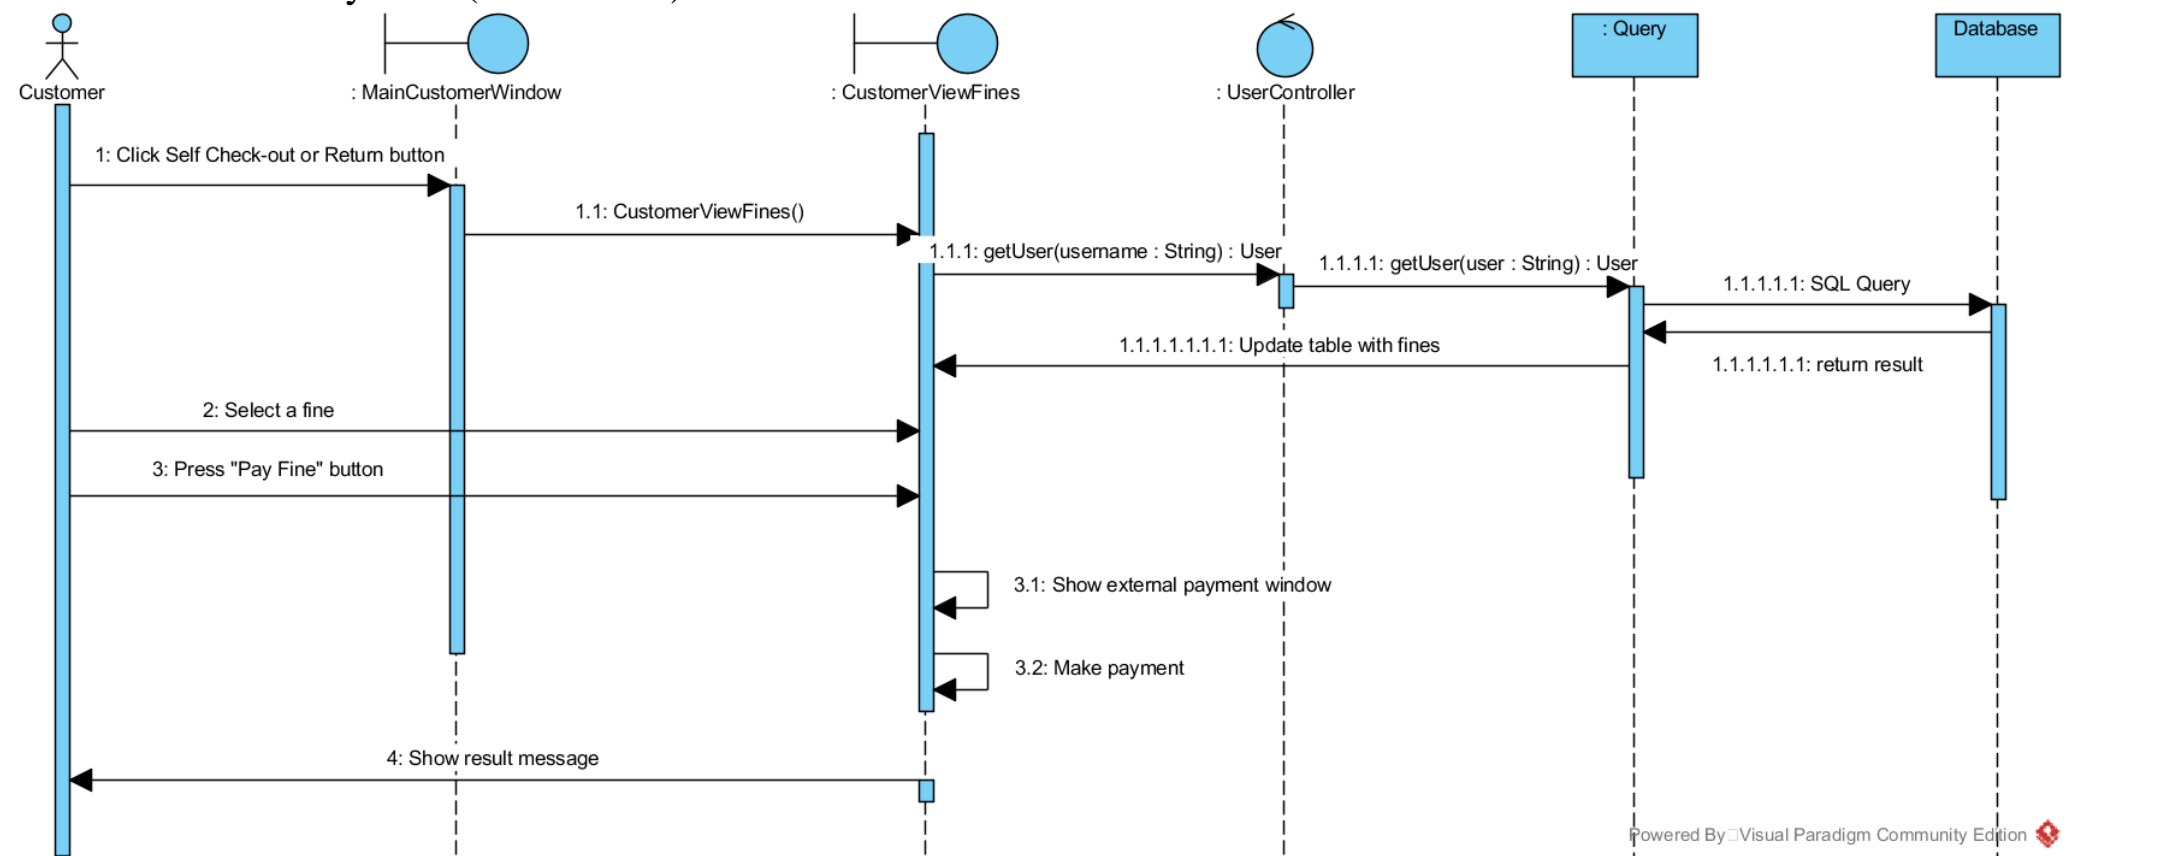 Customer
: MainCustomerWindow
: CustomerViewFines
: UserController
: Query
Database
1: Click Self Check-out or Return button
1.1: CustomerViewFines()
1.1.1: getUser(username : String) : User
1.1.1.1: getUser(user : String) : User
1.1.1.1.1: SQL Query
1.1.1.1.1.1.1: Update table with fines
1.1.1.1.1.1: return result
2: Select a fine
3: Press "Pay Fine" button
3.1: Show external payment window
3.2: Make payment
4: Show result message
Powered By Visual Paradigm Community Edition